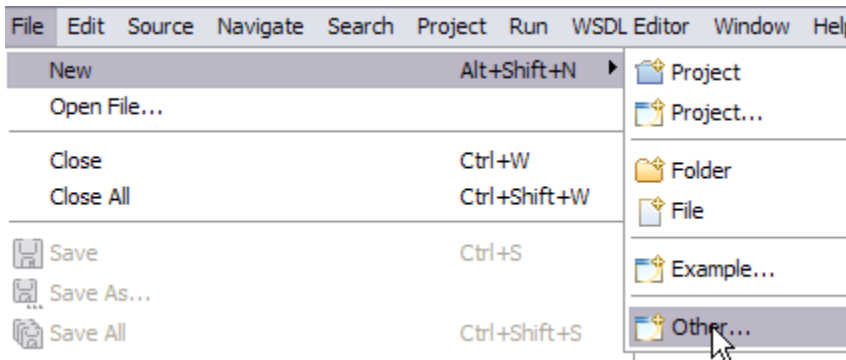 File Edit Source Navigate Search Project Run WSDL Editor Window Help
New Alt+Shift+N
Open File...
Close Ctrl+W
Close All Ctrl+Shift+W
Save Ctrl+S
Save As...
Save All Ctrl+Shift+S
Project
Project...
Folder
File
Example...
Other...